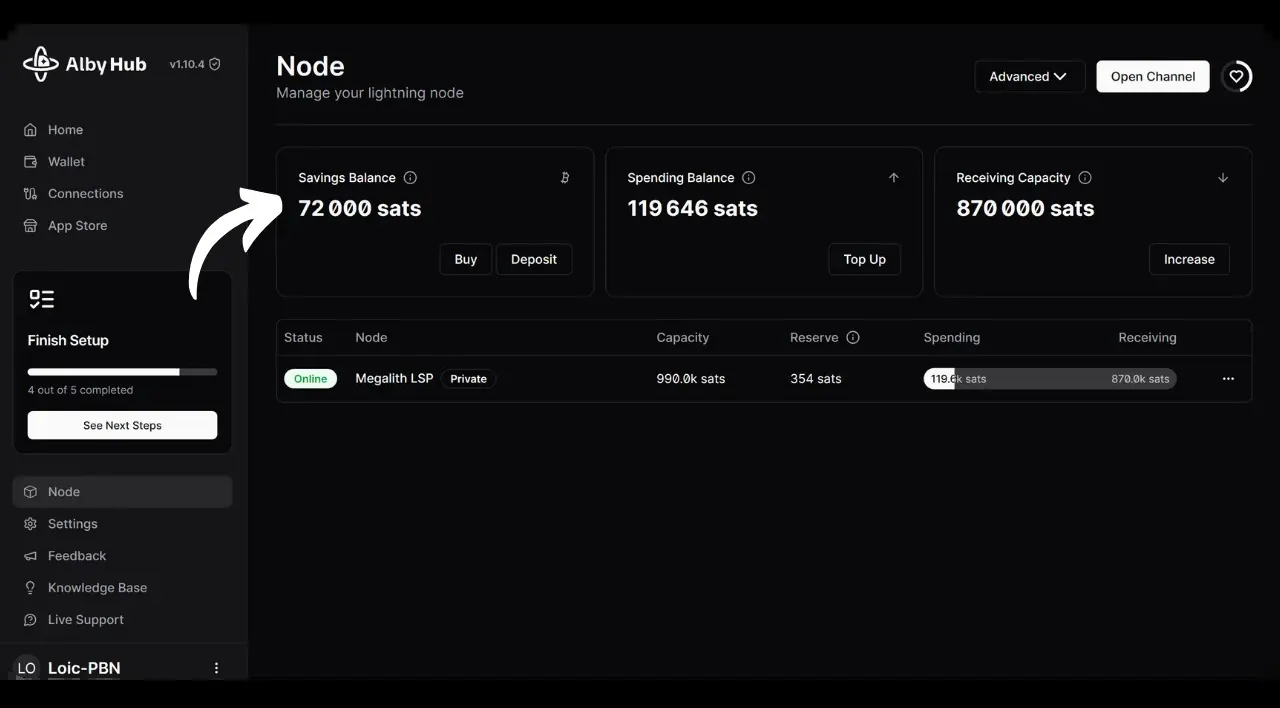 Alby Hub v1.10.4
Home
Wallet
Connections
App Store
Finish Setup
4 out of 5 completed
See Next Steps
Node
Settings
Feedback
Knowledge Base
Live Support
LO Loic-PBN
Node
Manage your lightning node
Advanced
Open Channel
Savings Balance
72 000 sats
Buy Deposit
Spending Balance
119 646 sats
Top Up
Receiving Capacity
870 000 sats
Increase
Status Node Capacity Reserve Spending Receiving
Online Megalith LSP Private 990.0k sats 354 sats 119.6k sats 870.0k sats